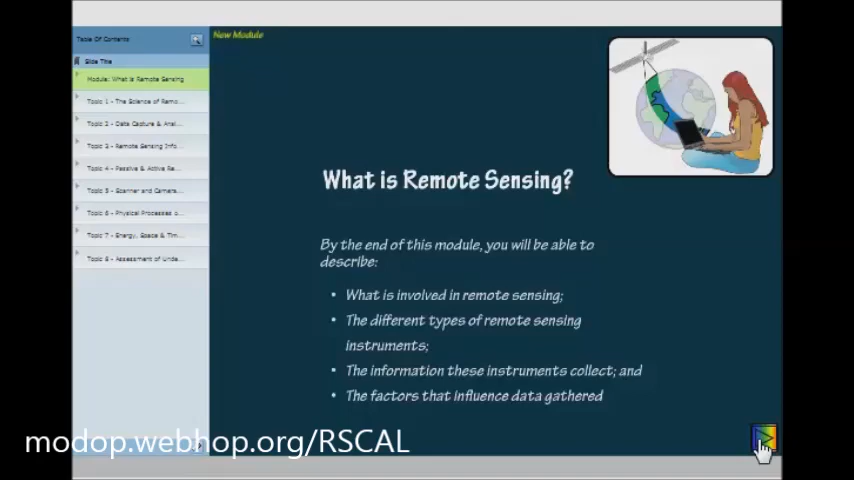 Table Of Contents
New Module
Slide Title
Module: What is Remote Sensing
Topic 1 - The Science of Remo...
Topic 2 - Data Capture & Anal...
Topic 3 - Remote Sensing Info...
Topic 4 - Passive & Active Re...
Topic 5 - Scanner and Camera...
Topic 6 - Physical Processes o...
Topic 7 - Energy, Space & Tim...
Topic 8 - Assessment of Unde...
What is Remote Sensing?
By the end of this module, you will be able to
describe:
• What is involved in remote sensing;
• The different types of remote sensing
instruments;
• The information these instruments collect; and
• The factors that influence data gathered
modop.webhop.org/RSCAL